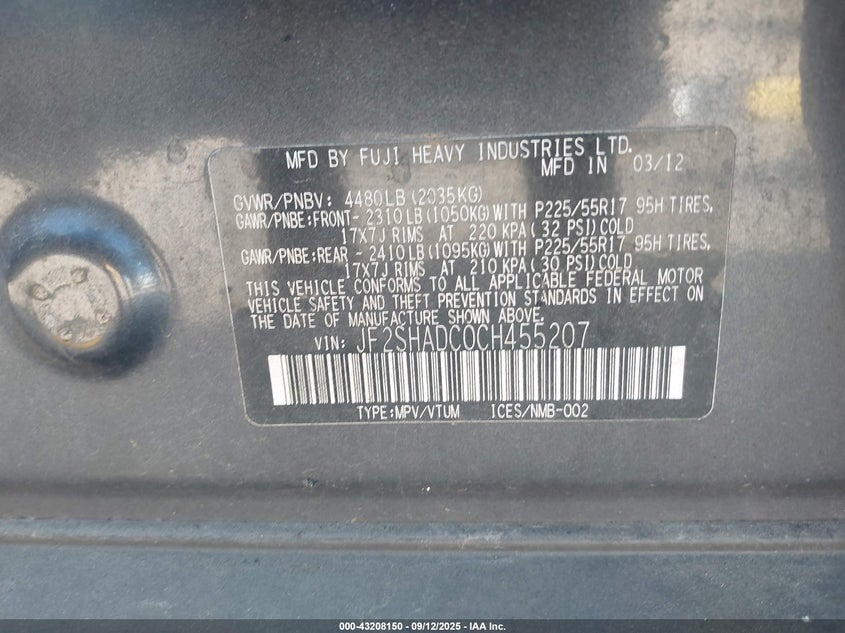 MFD BY FUJI HEAVY INDUSTRIES LTD.
MFD IN 03/12
GVWR/PNBV: 4480LB(2035KG)
GAWR/PNBE:FRONT- 2310LB(1050KG)WITH P225/55R17 95H TIRES,
17X7J RIMS AT 220 KPA( 32 PSI)COLD
GAWR/PNBE:REAR - 2410LB(1095KG)WITH P225/55R17 95H TIRES,
17X7J RIMS AT 210 KPA( 30 PSI)COLD
THIS VEHICLE CONFORMS TO ALL APPLICABLE FEDERAL MOTOR
VEHICLE SAFETY AND THEFT PREVENTION STANDARDS IN EFFECT ON
THE DATE OF MANUFACTURE SHOWN ABOVE.
VIN: JF2SHADC0CH455207
TYPE:MPV/VTUM ICES/NMB-002
000-43208150 - 09/12/2025 - IAA Inc.